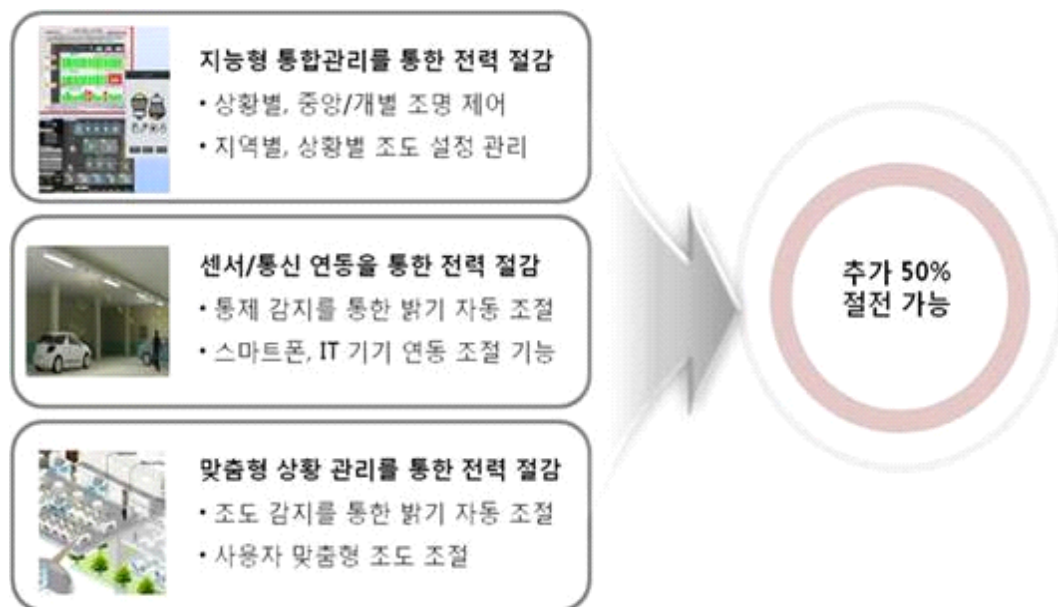 지능형 통합관리를 통한 전력 절감
• 상황별, 중앙/개별 조명 제어
• 지역별, 상황별 조도 설정 관리
센서/통신 연동을 통한 전력 절감
• 통제 감지를 통한 밝기 자동 조절
• 스마트폰, IT 기기 연동 조절 기능
맞춤형 상황 관리를 통한 전력 절감
• 조도 감지를 통한 밝기 자동 조절
• 사용자 맞춤형 조도 조절
추가 50%
절전 가능